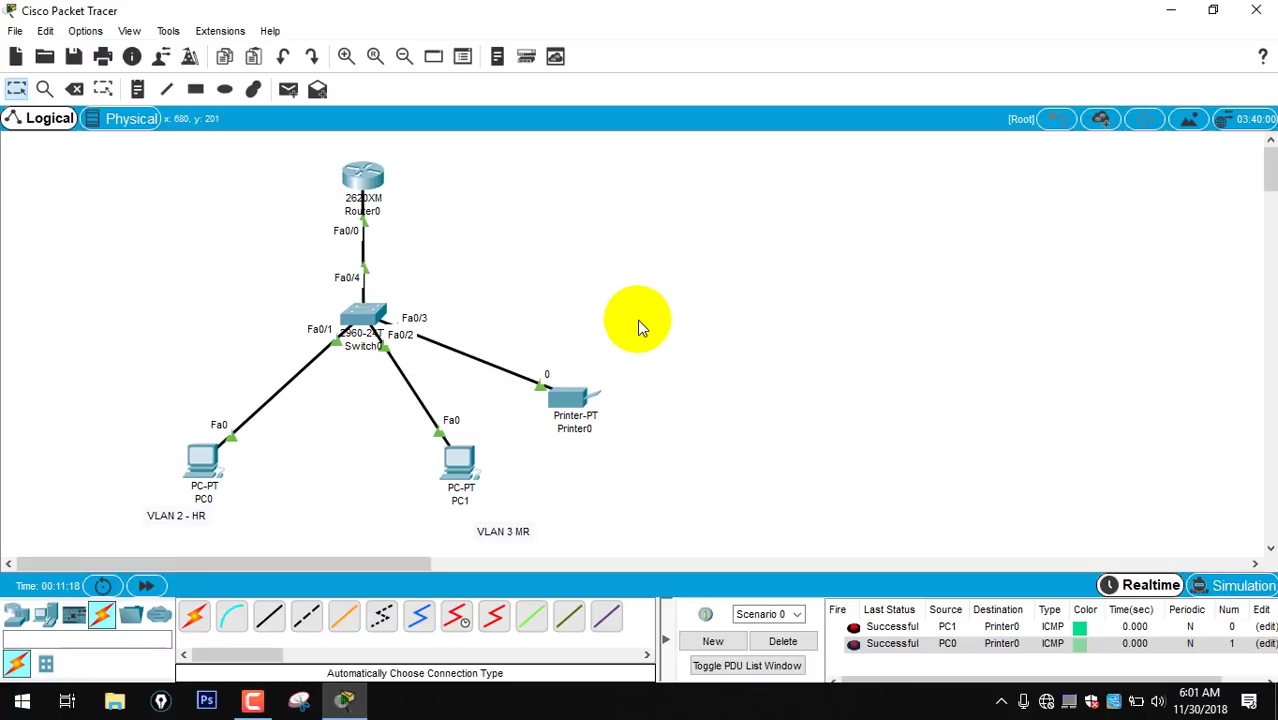 Cisco Packet Tracer
File Edit Options View Tools Extensions Help
Logical Physical x: 680, y: 201 [Root] 03:40:00
2620XM
Router0
Fa0/0
Fa0/4
Fa0/3
Fa0/1 Fa0/2
2960-24T
Switch0
0
Printer-PT
Printer0
Fa0 Fa0
PC-PT
PC0
PC-PT
PC1
VLAN 2 - HR
VLAN 3 MR
Time: 00:11:18 Realtime Simulation
Scenario 0
New Delete
Toggle PDU List Window
Automatically Choose Connection Type
Fire Last Status Source Destination Type Color Time(sec) Periodic Num Edit
Successful PC1 Printer0 ICMP 0.000 N 0 (edit)
Successful PC0 Printer0 ICMP 0.000 N 1 (edit)
Ps
6:01 AM
11/30/2018